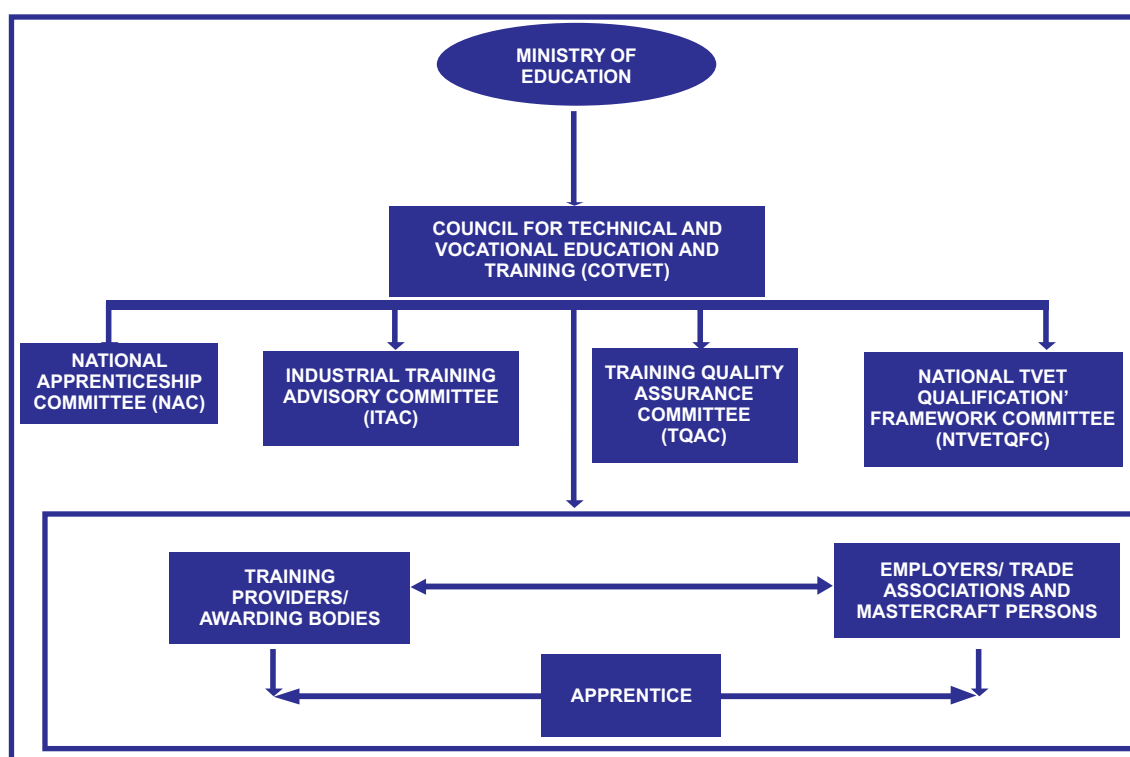 MINISTRY OF
EDUCATION
COUNCIL FOR TECHNICAL AND
VOCATIONAL EDUCATION AND
TRAINING (COTVET)
NATIONAL
APPRENTICESHIP
COMMITTEE (NAC)
INDUSTRIAL TRAINING
ADVISORY COMMITTEE
(ITAC)
TRAINING QUALITY
ASSURANCE
COMMITTEE
(TQAC)
NATIONAL TVET
QUALIFICATION’
FRAMEWORK COMMITTEE
(NTVETQFC)
TRAINING
PROVIDERS/
AWARDING BODIES
EMPLOYERS/ TRADE
ASSOCIATIONS AND
MASTERCRAFT PERSONS
APPRENTICE